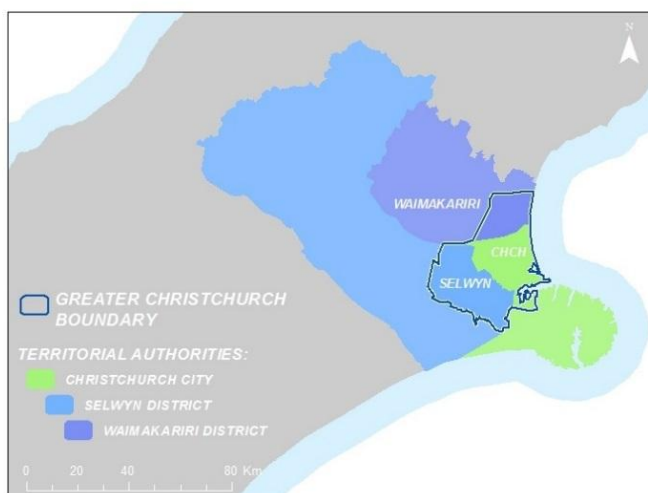 N
WAIMAKARIRI
CHCH
SELWYN
GREATER CHRISTCHURCH
BOUNDARY
TERRITORIAL AUTHORITIES:
CHRISTCHURCH CITY
SELWYN DISTRICT
WAIMAKARIRI DISTRICT
0 20 40 80 Km